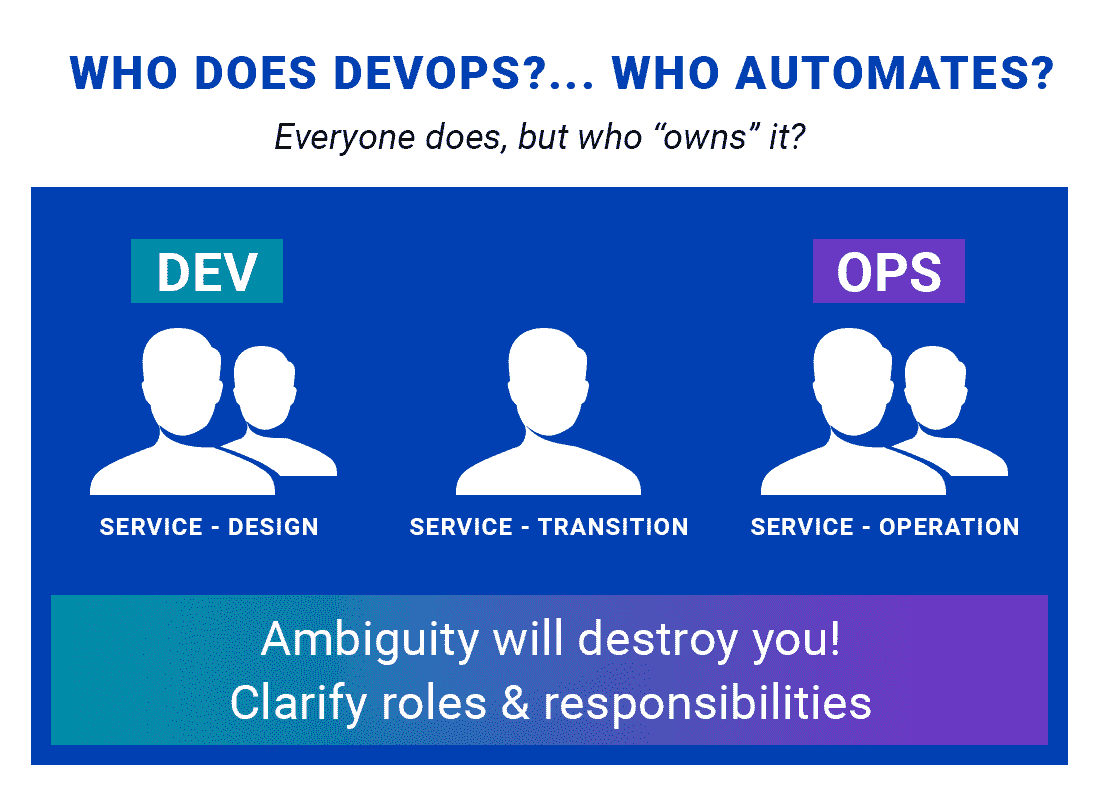 WHO DOES DEVOPS?... WHO AUTOMATES?
Everyone does, but who “owns” it?
DEV
OPS
SERVICE - DESIGN
SERVICE - TRANSITION
SERVICE - OPERATION
Ambiguity will destroy you!
Clarify roles & responsibilities